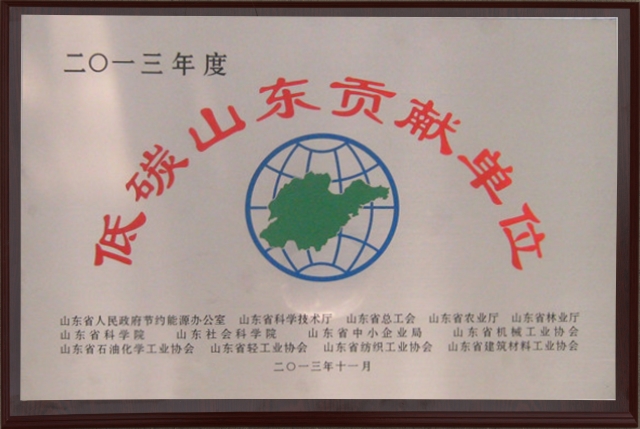 二〇一三年度
低碳山东贡献单位
山东省人民政府节约能源办公室 山东省科学技术厅 山东省总工会 山东省农业厅 山东省林业厅
山东省科学院 山东社会科学院 山东省中小企业局 山东省机械工业协会
山东省石油化学工业协会 山东省轻工业协会 山东省纺织工业协会 山东省建筑材料工业协会
二〇一三年十一月